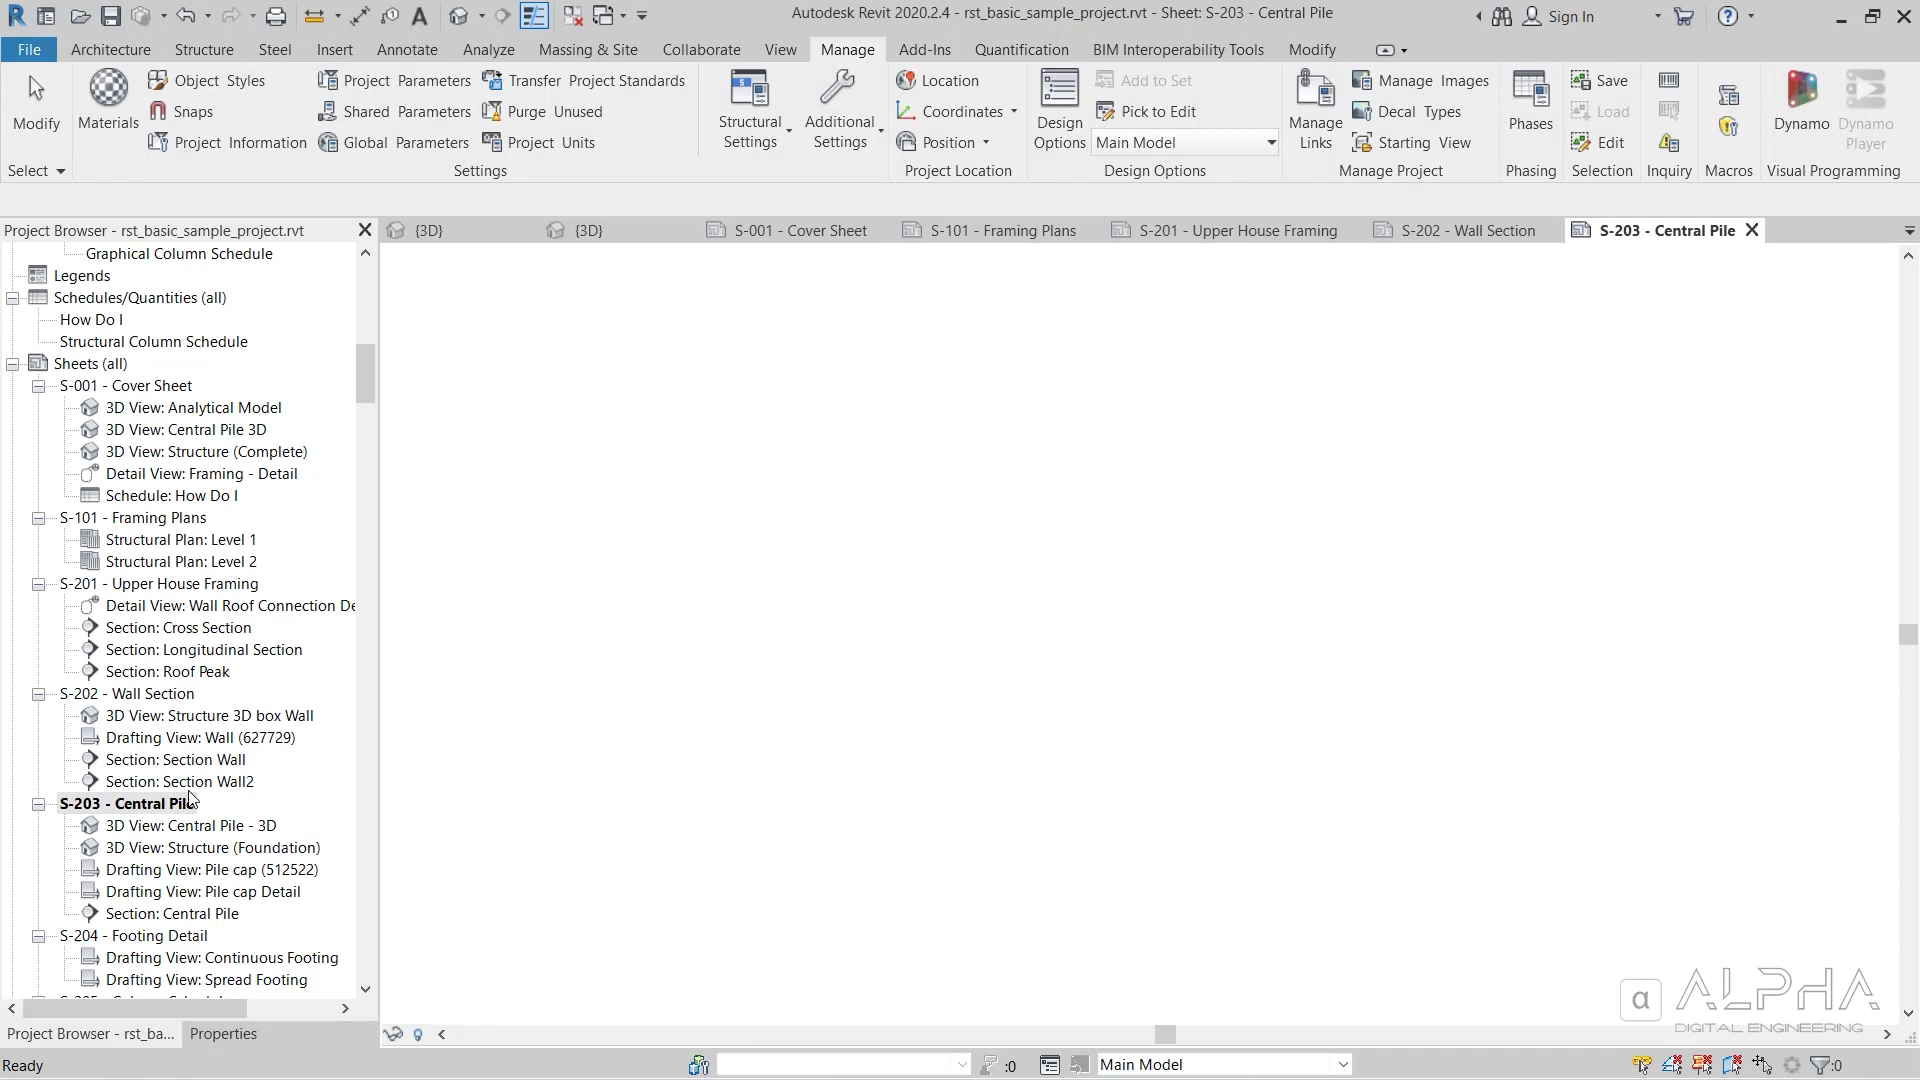 Autodesk Revit 2020.2.4 - rst_basic_sample_project.rvt - Sheet: S-203 - Central Pile
Sign In
File Architecture Structure Steel Insert Annotate Analyze Massing & Site Collaborate View Manage Add-Ins Quantification BIM Interoperability Tools Modify
Modify
Materials
Object Styles
Snaps
Project Information
Project Parameters
Shared Parameters
Global Parameters
Transfer Project Standards
Purge Unused
Project Units
Structural
Settings
Additional
Settings
Location
Coordinates
Position
Design
Options
Add to Set
Pick to Edit
Main Model
Manage
Links
Manage Images
Decal Types
Starting View
Phases
Save
Load
Edit
Dynamo
Dynamo
Player
Select
Settings
Project Location
Design Options
Manage Project
Phasing
Selection
Inquiry
Macros
Visual Programming
Project Browser - rst_basic_sample_project.rvt
{3D}
{3D}
S-001 - Cover Sheet
S-101 - Framing Plans
S-201 - Upper House Framing
S-202 - Wall Section
S-203 - Central Pile
Graphical Column Schedule
Legends
Schedules/Quantities (all)
How Do I
Structural Column Schedule
Sheets (all)
S-001 - Cover Sheet
3D View: Analytical Model
3D View: Central Pile 3D
3D View: Structure (Complete)
Detail View: Framing - Detail
Schedule: How Do I
S-101 - Framing Plans
Structural Plan: Level 1
Structural Plan: Level 2
S-201 - Upper House Framing
Detail View: Wall Roof Connection De
Section: Cross Section
Section: Longitudinal Section
Section: Roof Peak
S-202 - Wall Section
3D View: Structure 3D box Wall
Drafting View: Wall (627729)
Section: Section Wall
Section: Section Wall2
S-203 - Central Pile
3D View: Central Pile - 3D
3D View: Structure (Foundation)
Drafting View: Pile cap (512522)
Drafting View: Pile cap Detail
Section: Central Pile
S-204 - Footing Detail
Drafting View: Continuous Footing
Drafting View: Spread Footing
Project Browser - rst_ba...
Properties
α ALPHA
DIGITAL ENGINEERING
Ready
:0
Main Model
:0